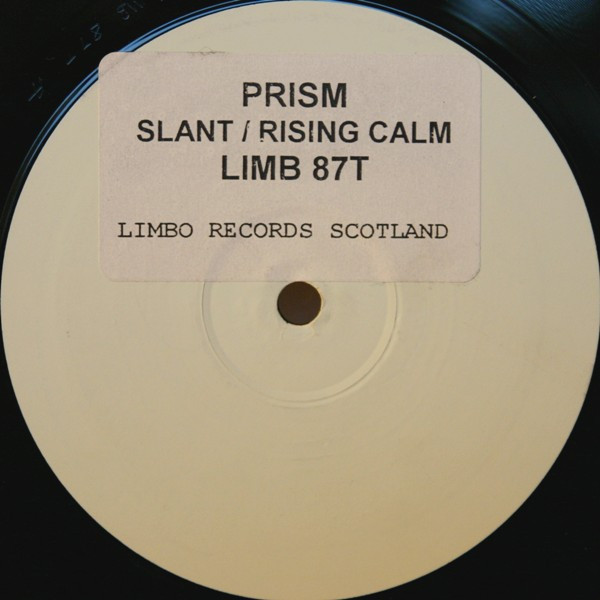 PRISM
SLANT / RISING CALM
LIMB 87T
LIMBO RECORDS SCOTLAND